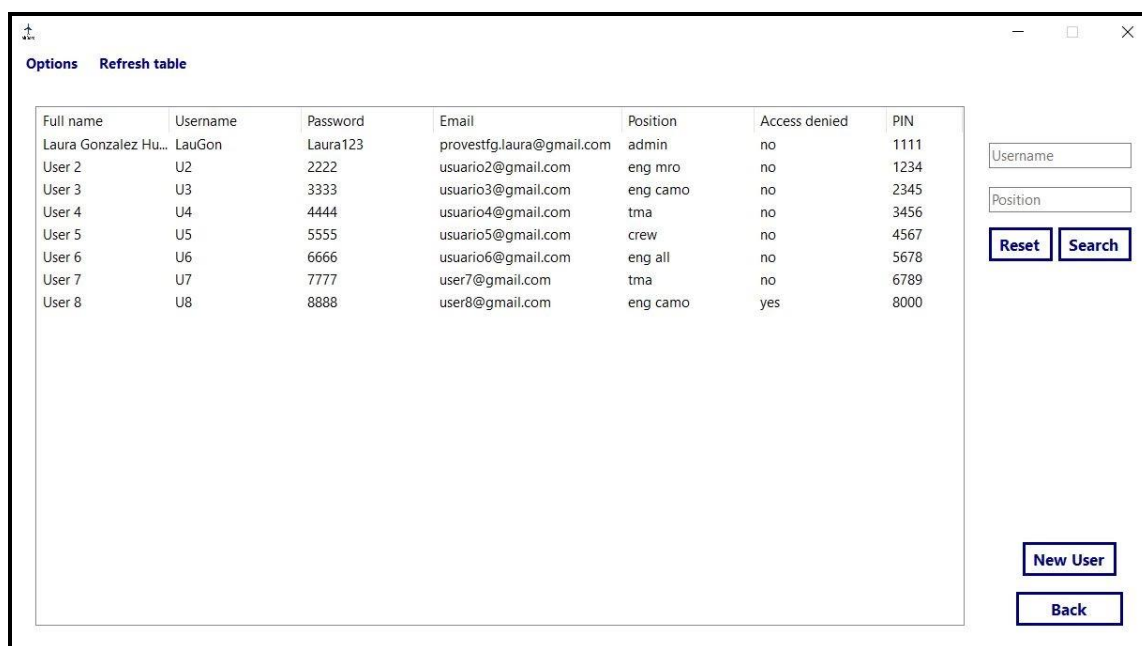 Options Refresh table
Full name Username Password Email Position Access denied PIN
Laura Gonzalez Hu... LauGon Laura123 provestfg.laura@gmail.com admin no 1111
User 2 U2 2222 usuario2@gmail.com eng mro no 1234
User 3 U3 3333 usuario3@gmail.com eng camo no 2345
User 4 U4 4444 usuario4@gmail.com tma no 3456
User 5 U5 5555 usuario5@gmail.com crew no 4567
User 6 U6 6666 usuario6@gmail.com eng all no 5678
User 7 U7 7777 user7@gmail.com tma no 6789
User 8 U8 8888 user8@gmail.com eng camo yes 8000
Username
Position
Reset Search
New User
Back